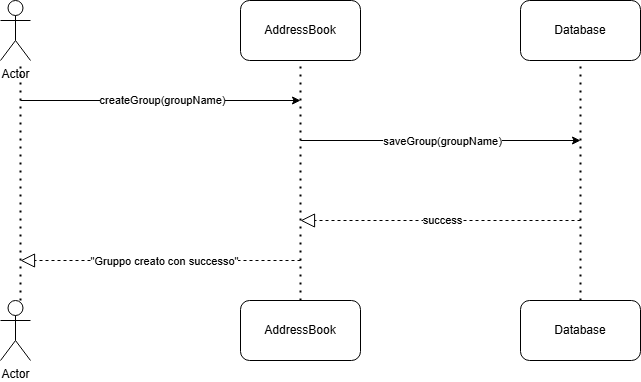 AddressBook
Database
Actor
createGroup(groupName)
saveGroup(groupName)
success
"Gruppo creato con successo"
AddressBook
Database
Actor